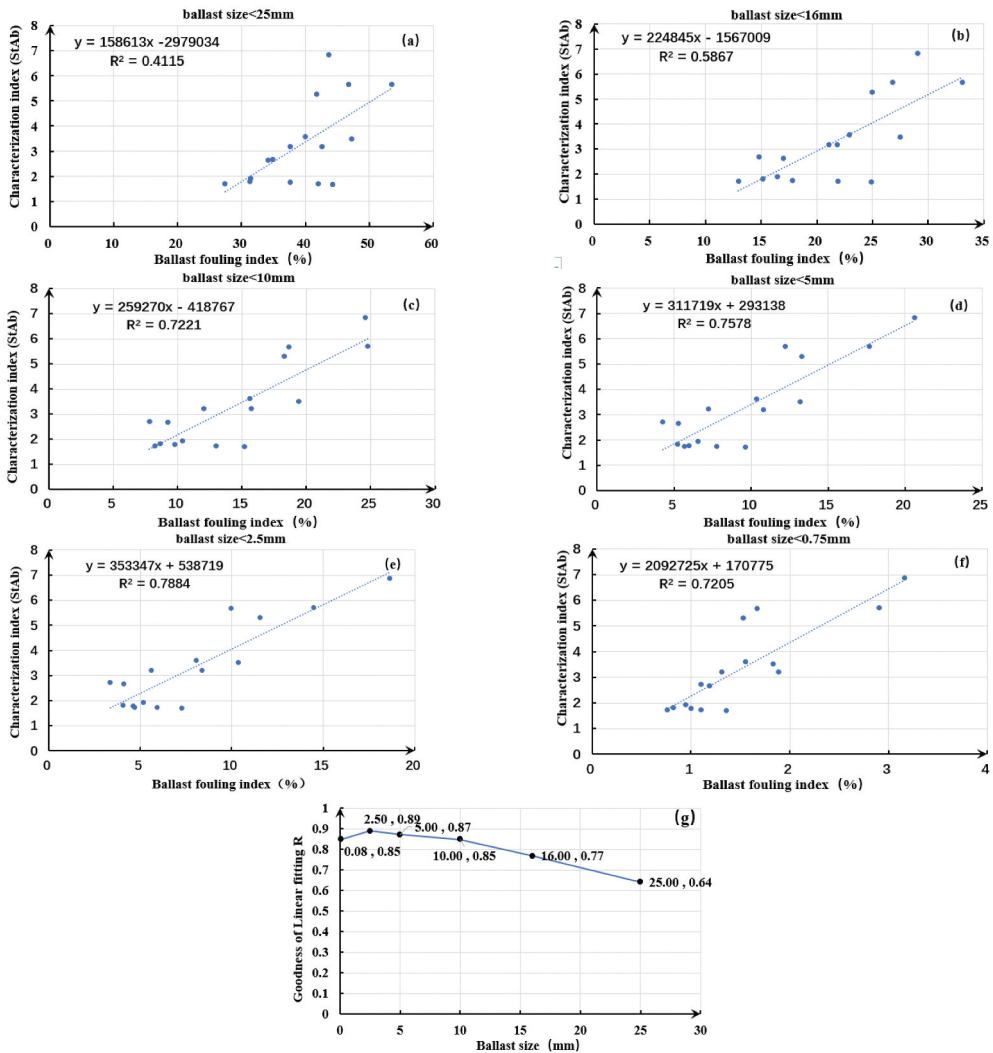 ballast size<25mm
(a)
y = 158613x -2979034
R² = 0.4115
Characterization index (StAb)
8
7
6
5
4
3
2
1
0
0 10 20 30 40 50 60
Ballast fouling index (%)
ballast size<16mm
(b)
y = 224845x - 1567009
R² = 0.5867
Characterization index (StAb)
8
7
6
5
4
3
2
1
0
0 5 10 15 20 25 30 35
Ballast fouling index (%)
ballast size<10mm
(c)
y = 259270x - 418767
R² = 0.7221
Characterization index (StAb)
8
7
6
5
4
3
2
1
0
0 5 10 15 20 25 30
Ballast fouling index (%)
ballast size<5mm
(d)
y = 311719x + 293138
R² = 0.7578
Characterization index (StAb)
8
7
6
5
4
3
2
1
0
0 5 10 15 20 25
Ballast fouling index (%)
ballast size<2.5mm
(e)
y = 353347x + 538719
R² = 0.7884
Characterization index (StAb)
8
7
6
5
4
3
2
1
0
0 5 10 15 20
Ballast fouling index (%)
ballast size<0.75mm
(f)
y = 2092725x + 170775
R² = 0.7205
Characterization index (StAb)
8
7
6
5
4
3
2
1
0
0 1 2 3 4
Ballast fouling index (%)
(g)
Goodness of Linear fitting R
1
0.9
0.8
0.7
0.6
0.5
0.4
0.3
0.2
0.1
0
2.50 , 0.89
5.00 , 0.87
0.08 , 0.85
10.00 , 0.85
16.00 , 0.77
25.00 , 0.64
0 5 10 15 20 25 30
Ballast size (mm)